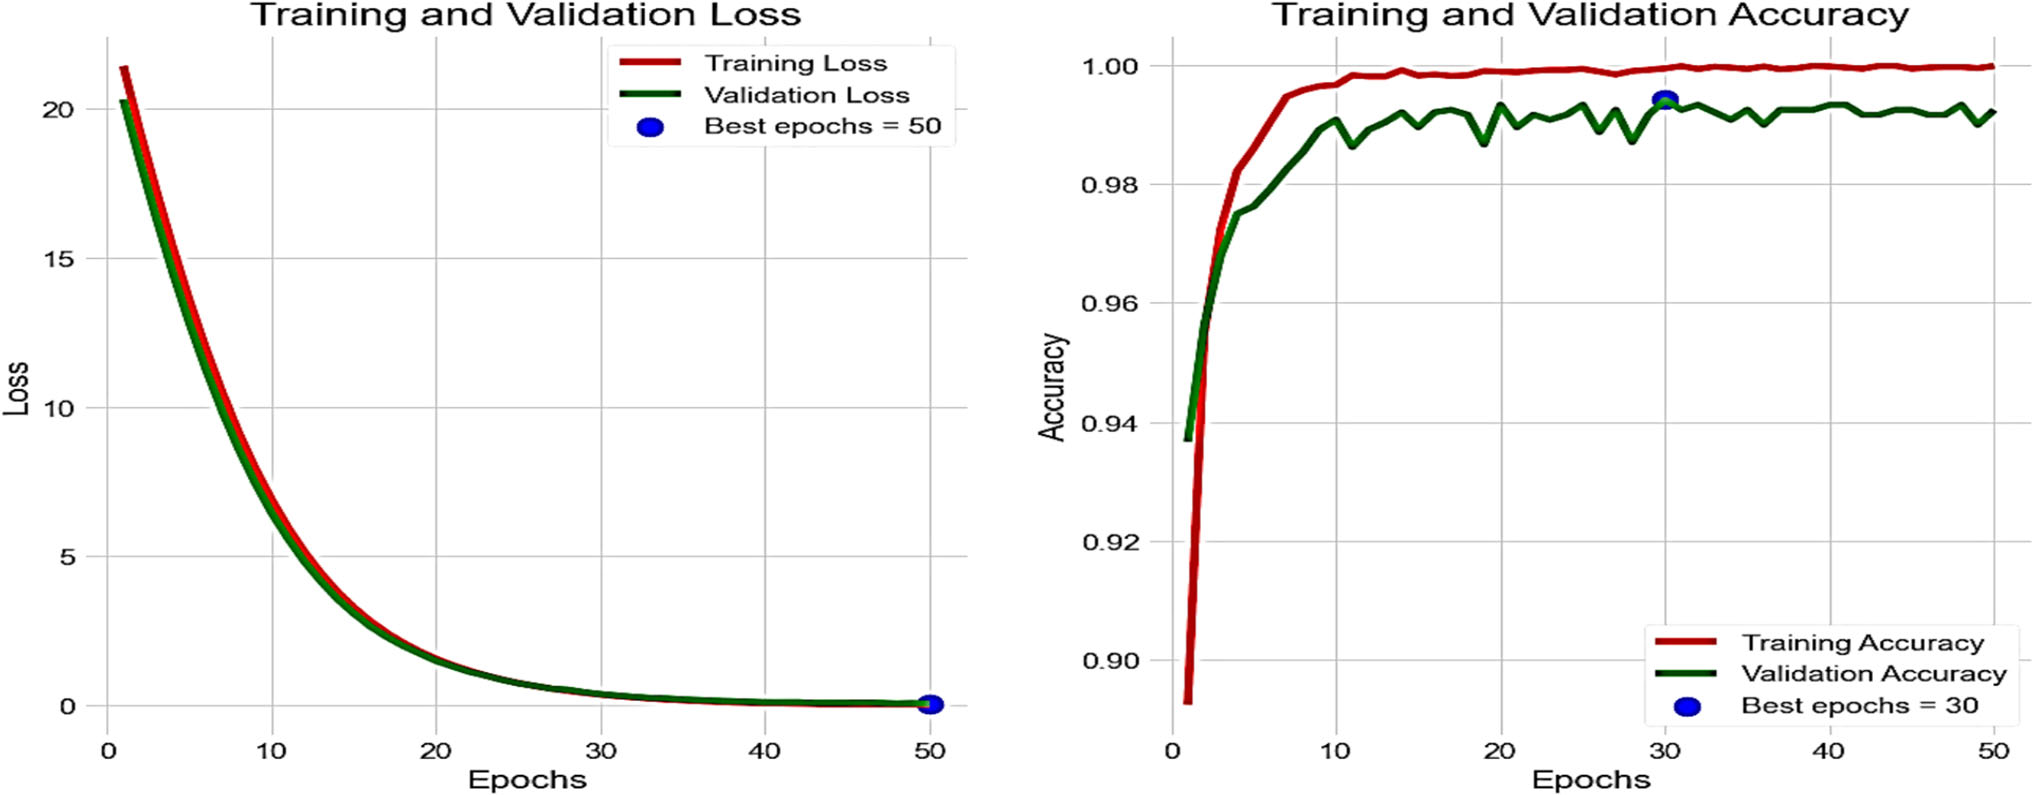 Training and Validation Loss
Training Loss
Validation Loss
Best epochs = 50
20
15
10
5
0
Loss
0 10 20 30 40 50
Epochs
Training and Validation Accuracy
1.00
0.98
0.96
0.94
0.92
0.90
Accuracy
Training Accuracy
Validation Accuracy
Best epochs = 30
0 10 20 30 40 50
Epochs